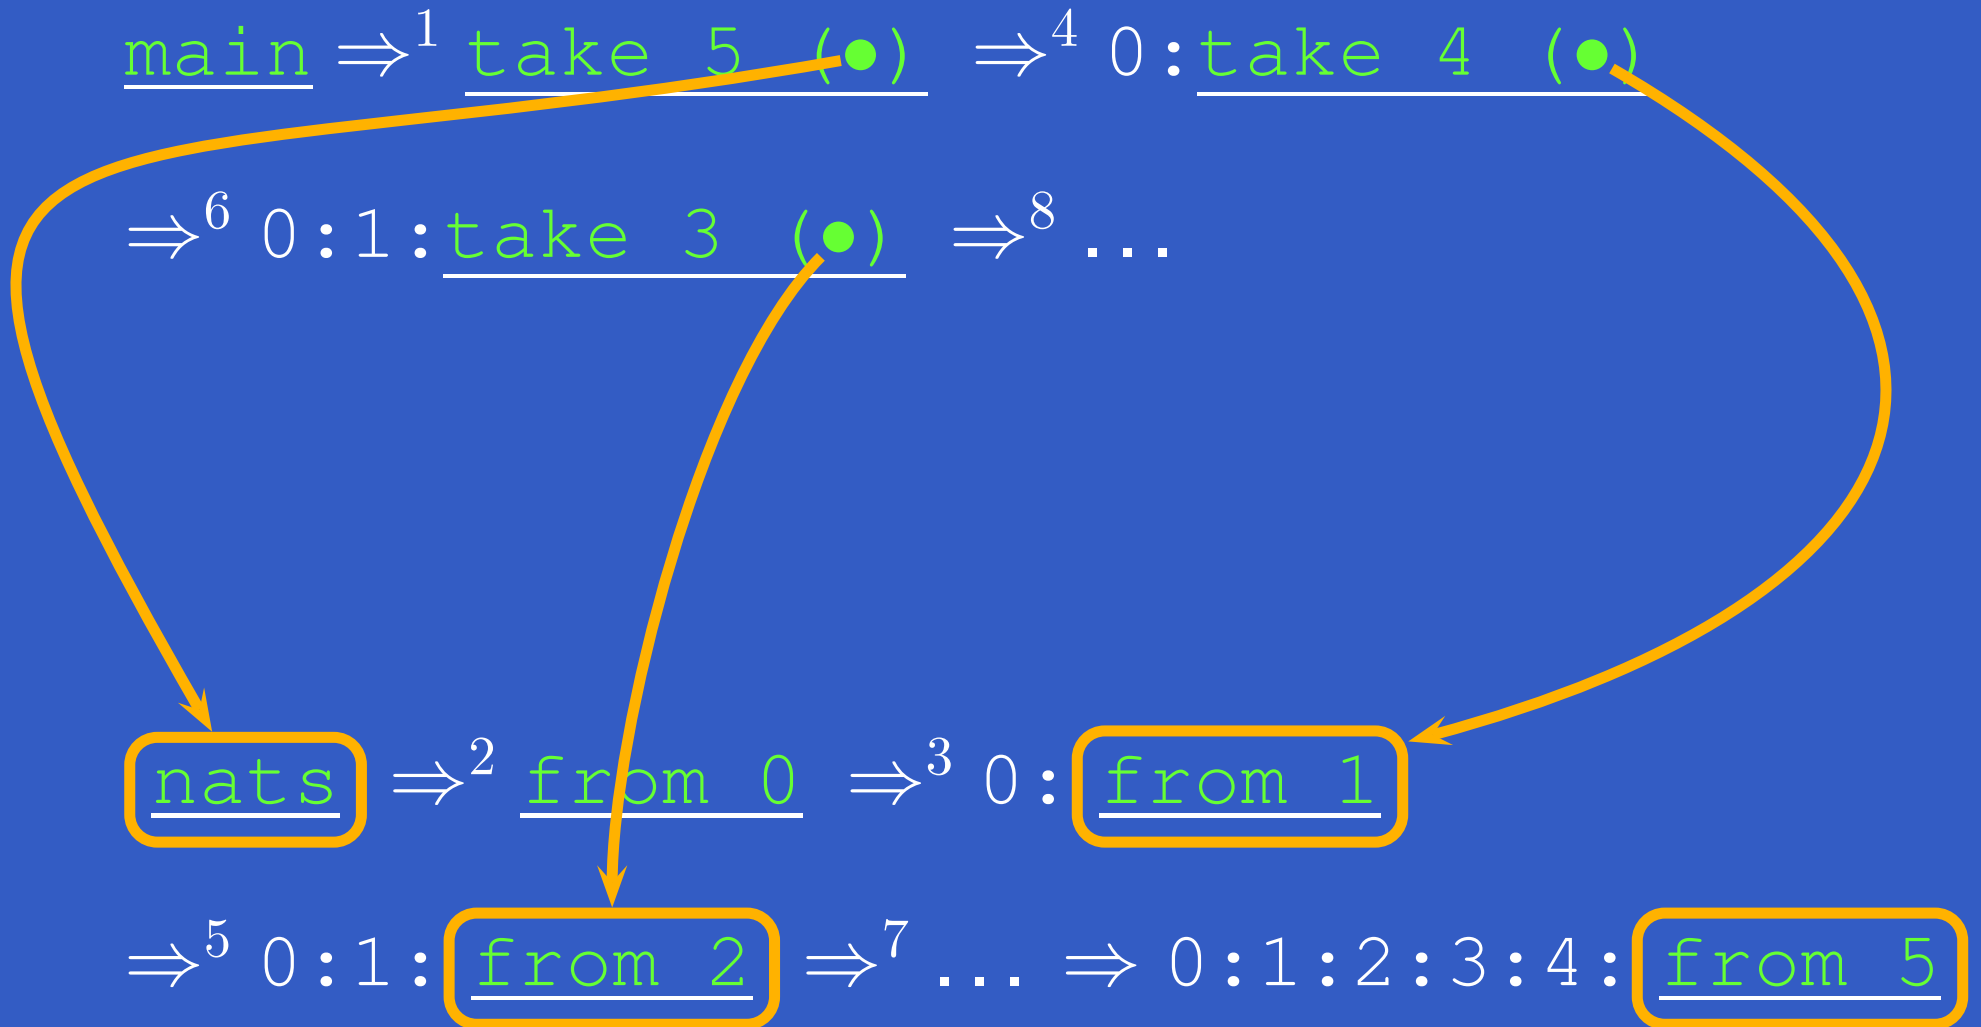 main ⇒¹ take 5 (●) ⇒⁴ 0:take 4 (●)
⇒⁶ 0:1:take 3 (●) ⇒⁸ ...
nats ⇒² from 0 ⇒³ 0:from 1
⇒⁵ 0:1:from 2 ⇒⁷ ... ⇒ 0:1:2:3:4:from 5